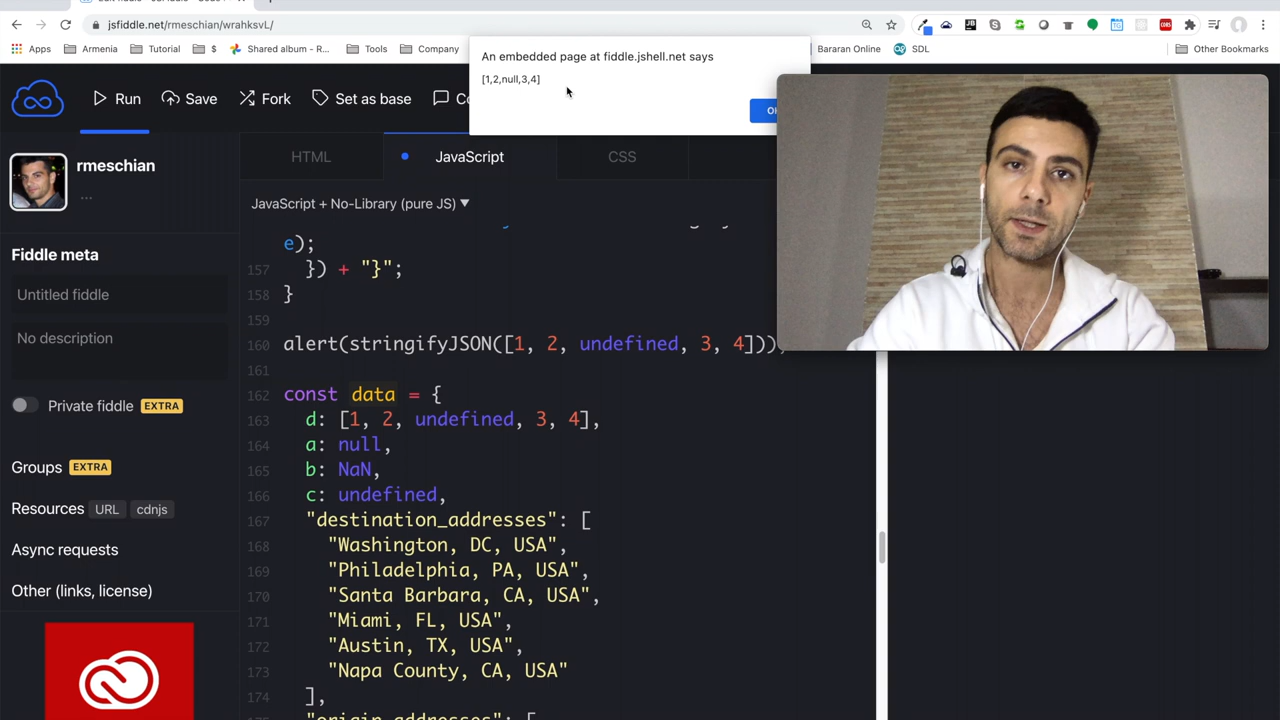 jsfiddle.net/rmeschian/wrahksvL/
Apps
Armenia
Tutorial
$
Shared album - R...
Tools
Company
Bararan Online
SDL
Other Bookmarks
An embedded page at fiddle.jshell.net says
[1,2,null,3,4]
Run
Save
Fork
Set as base
rmeschian
...
Fiddle meta
Untitled fiddle
No description
Private fiddle EXTRA
Groups EXTRA
Resources URL cdnjs
Async requests
Other (links, license)
HTML
JavaScript
CSS
JavaScript + No-Library (pure JS) ▼
e);
157 }) + "}";
158 }
159
160 alert(stringifyJSON([1, 2, undefined, 3, 4]));
161
162 const data = {
163 d: [1, 2, undefined, 3, 4],
164 a: null,
165 b: NaN,
166 c: undefined,
167 "destination_addresses": [
168 "Washington, DC, USA",
169 "Philadelphia, PA, USA",
170 "Santa Barbara, CA, USA",
171 "Miami, FL, USA",
172 "Austin, TX, USA",
173 "Napa County, CA, USA"
174 ],
"origin_addresses": [